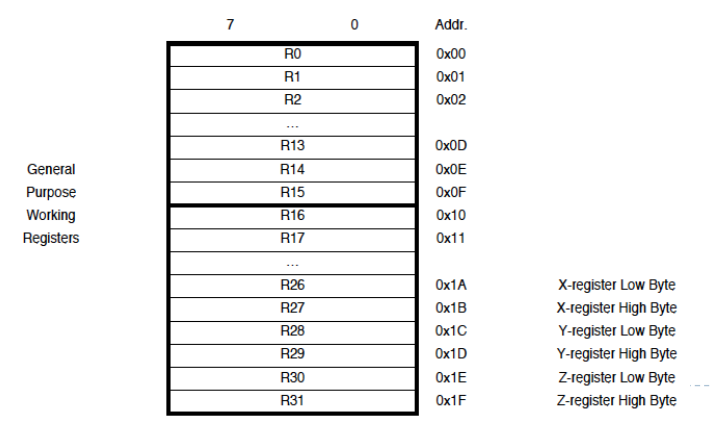 7 0 Addr.
R0 0x00
R1 0x01
R2 0x02
...
R13 0x0D
General R14 0x0E
Purpose R15 0x0F
Working R16 0x10
Registers R17 0x11
...
R26 0x1A X-register Low Byte
R27 0x1B X-register High Byte
R28 0x1C Y-register Low Byte
R29 0x1D Y-register High Byte
R30 0x1E Z-register Low Byte
R31 0x1F Z-register High Byte